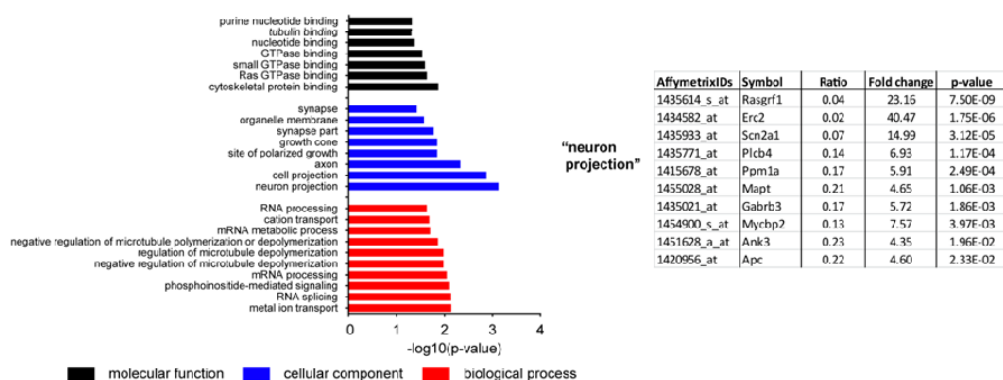 purine nucleotide binding
tubulin binding
nucleotide binding
GTPase binding
small GTPase binding
Ras GTPase binding
cytoskeletal protein binding
synapse
organelle membrane
synapse part
growth cone
site of polarized growth
axon
cell projection
neuron projection
RNA processing
cation transport
mRNA metabolic process
negative regulation of microtubule polymerization or depolymerization
regulation of microtubule depolymerization
negative regulation of microtubule depolymerization
mRNA processing
phosphoinositide-mediated signaling
RNA splicing
metal ion transport
0 1 2 3 4
-log10(p-value)
molecular function cellular component biological process
"neuron
projection"
AffymetrixIDs Symbol Ratio Fold change p-value
1435614_s_at Rasgrf1 0.04 23.16 7.50E-09
1434582_at Erc2 0.02 40.47 1.75E-06
1435933_at Scn2a1 0.07 14.99 3.12E-05
1435771_at Plcb4 0.14 6.93 1.17E-04
1415678_at Ppm1a 0.17 5.91 2.49E-04
1455028_at Mapt 0.21 4.65 1.06E-03
1435021_at Gabrb3 0.17 5.72 1.86E-03
1454900_s_at Mycbp2 0.13 7.57 3.97E-03
1451628_a_at Ank3 0.23 4.35 1.96E-02
1420956_at Apc 0.22 4.60 2.33E-02